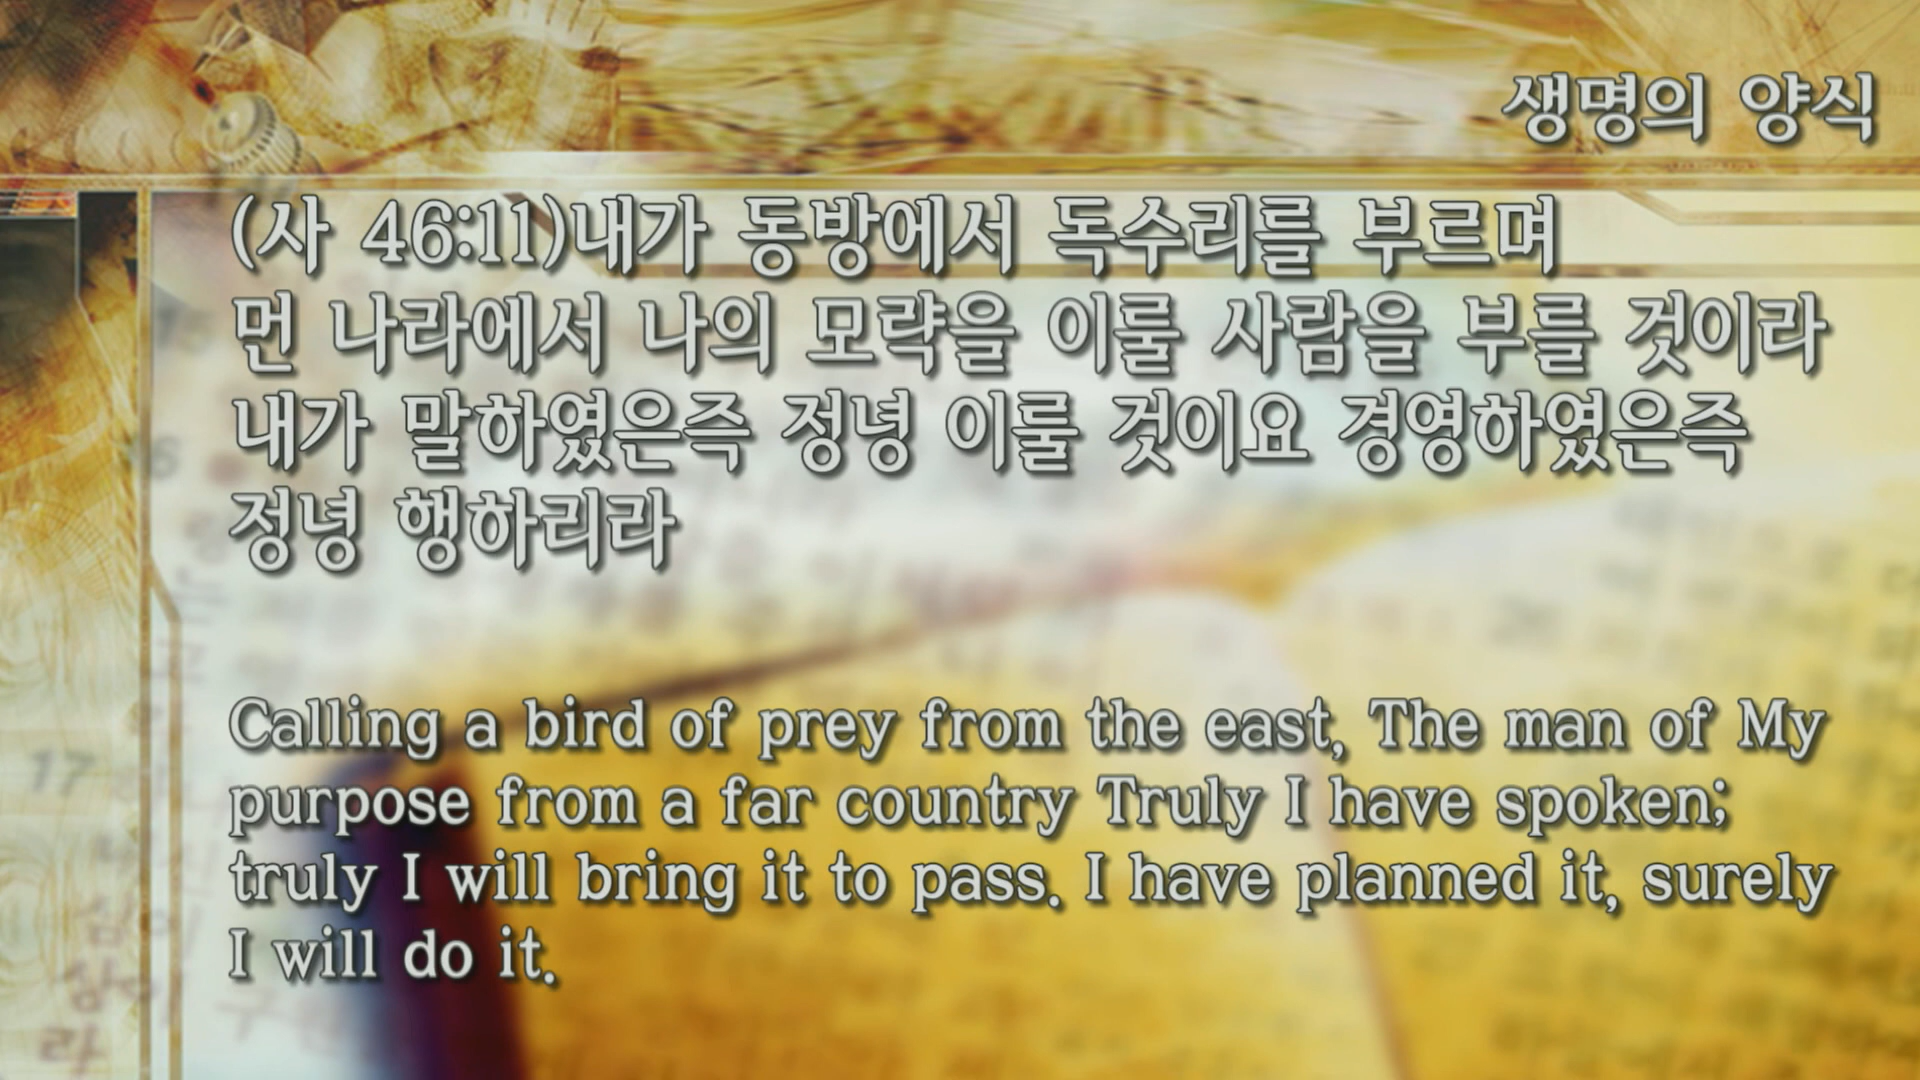 생명의 양식
(사 46:11)내가 동방에서 독수리를 부르며
먼 나라에서 나의 모략을 이룰 사람을 부를 것이라
내가 말하였은즉 정녕 이룰 것이요 경영하였은즉
정녕 행하리라
Calling a bird of prey from the east, The man of My
purpose from a far country Truly I have spoken;
truly I will bring it to pass. I have planned it, surely
I will do it.
17
6
라